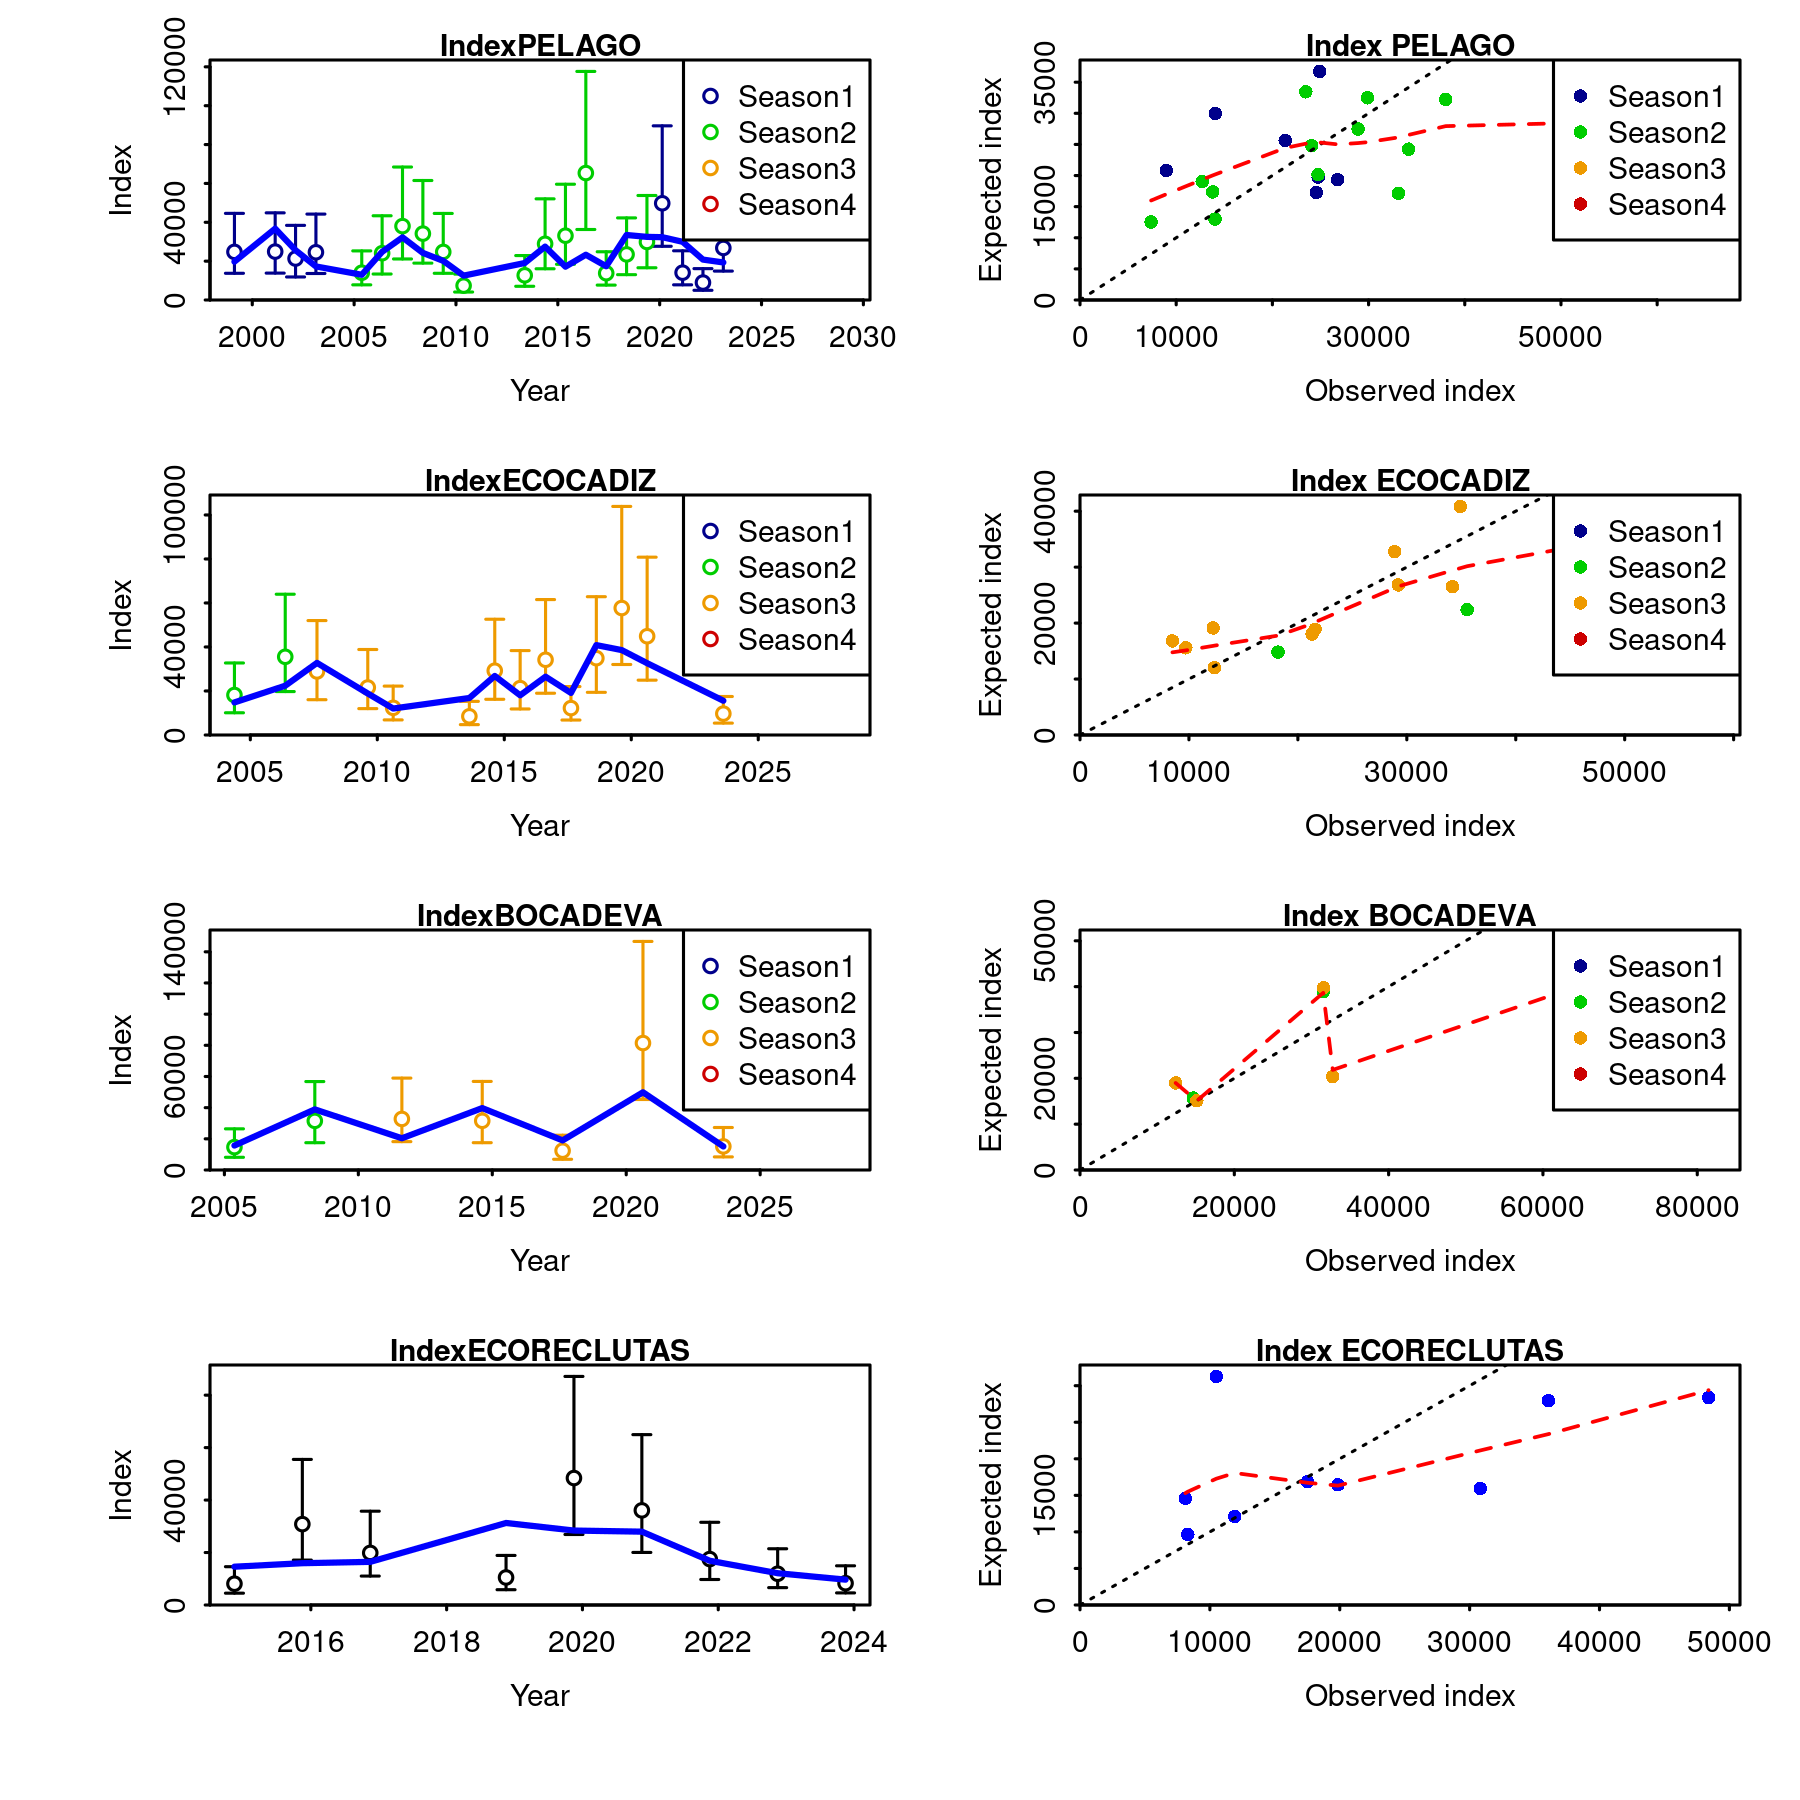 IndexPELAGO
Index
0
40000
120000
2000 2005 2010 2015 2020 2025 2030
Year
Season1
Season2
Season3
Season4
Index PELAGO
Expected index
0
15000
35000
0 10000 30000 50000
Observed index
Season1
Season2
Season3
Season4
IndexECOCADIZ
Index
0
40000
100000
2005 2010 2015 2020 2025
Year
Season1
Season2
Season3
Season4
Index ECOCADIZ
Expected index
0
20000
40000
0 10000 30000 50000
Observed index
Season1
Season2
Season3
Season4
IndexBOCADEVA
Index
0
60000
140000
2005 2010 2015 2020 2025
Year
Season1
Season2
Season3
Season4
Index BOCADEVA
Expected index
0
20000
50000
0 20000 40000 60000 80000
Observed index
Season1
Season2
Season3
Season4
IndexECORECLUTAS
Index
0
40000
2016 2018 2020 2022 2024
Year
Index ECORECLUTAS
Expected index
0
15000
0 10000 20000 30000 40000 50000
Observed index